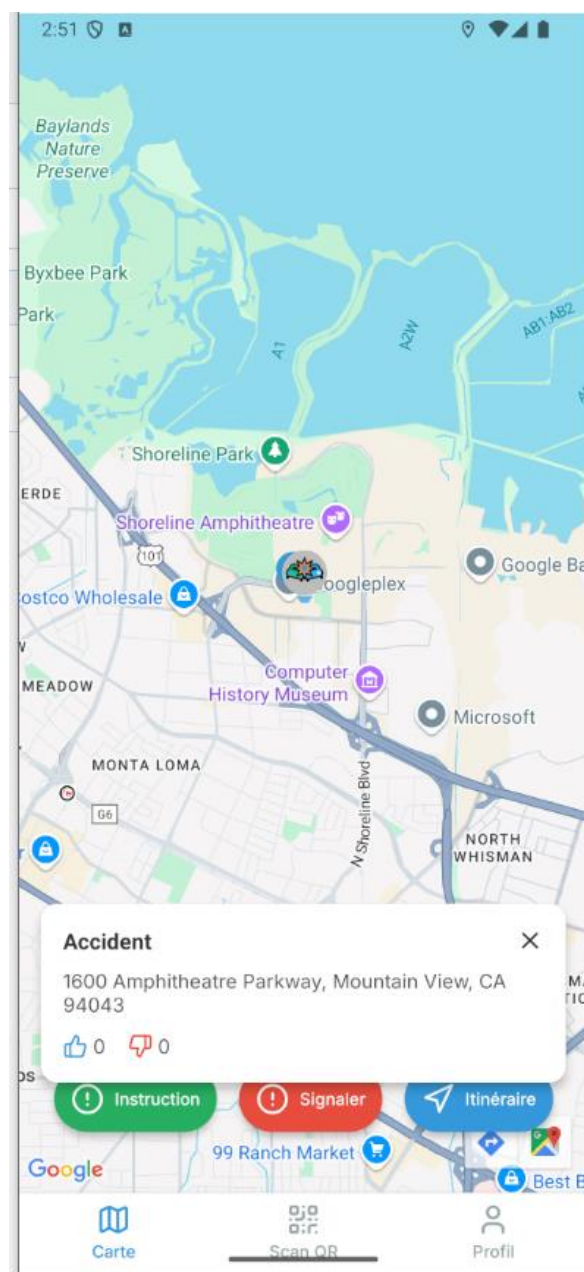 2:51
Baylands
Nature
Preserve
Byxbee Park
Park
A1
A2W
AB1:AB2
Shoreline Park
ERDE
Shoreline Amphitheatre
101
Google Ba
oogleplex
ostco Wholesale
MEADOW
Computer
History Museum
Microsoft
MONTA LOMA
N Shoreline Blvd
G6
NORTH
WHISMAN
Accident
1600 Amphitheatre Parkway, Mountain View, CA
94043
0 0
Instruction Signaler Itinéraire
99 Ranch Market
Google
Best B
Carte Scan QR Profil